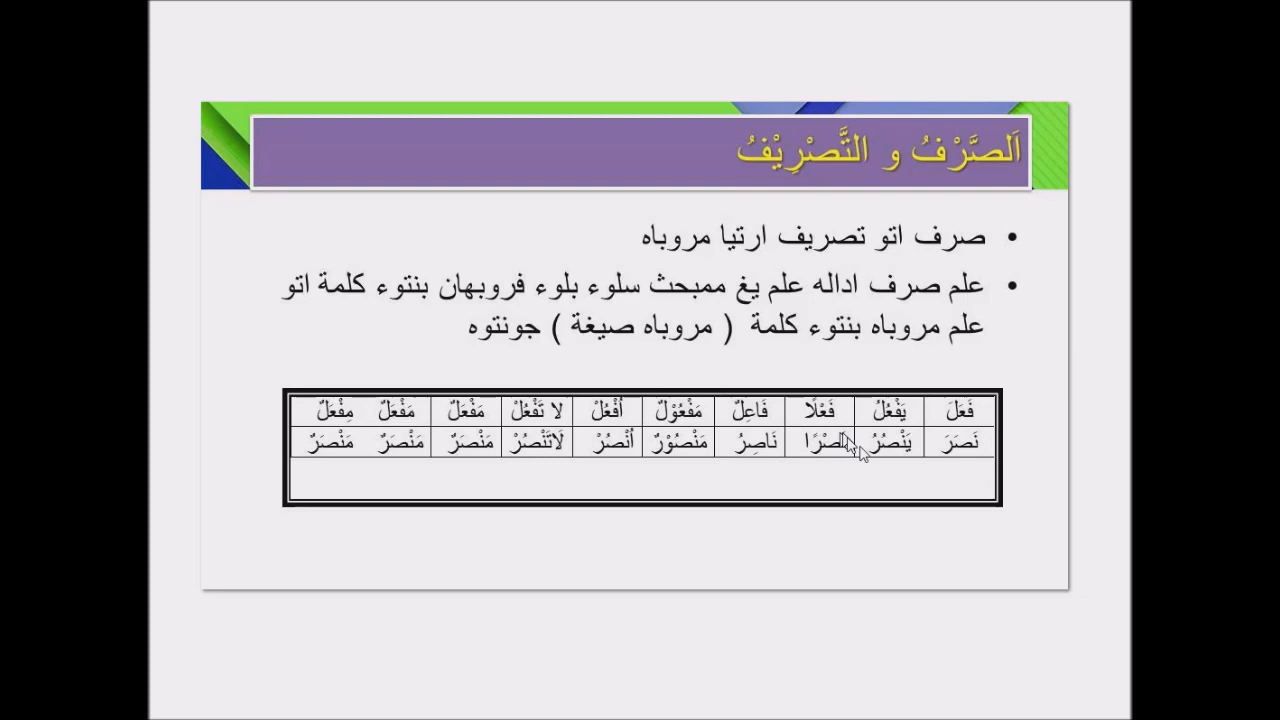 اَلصَّرْفُ و التَّصْرِيْفُ
• صرف اتو تصريف ارتيا مروباه
• علم صرف اداله علم يغ ممبحث سلوء بلوء فروبهان بنتوء كلمة اتو
علم مروباه بنتوء كلمة ( مروباه صيغة ) جونتوه
فَعَلَ يَفْعُلُ فَعْلًا فَاعِلٌ مَفْعُوْلٌ اُفْعُلْ لا تَفْعُلْ مَفْعَلٌ مَفْعَلٌ مِفْعَلٌ
نَصَرَ يَنْصُرُ نَصْرًا نَاصِرُ مَنْصُوْرٌ اُنْصُرْ لَاتَنْصُرْ مَنْصَرٌ مَنْصَرٌ مَنْصَرٌ